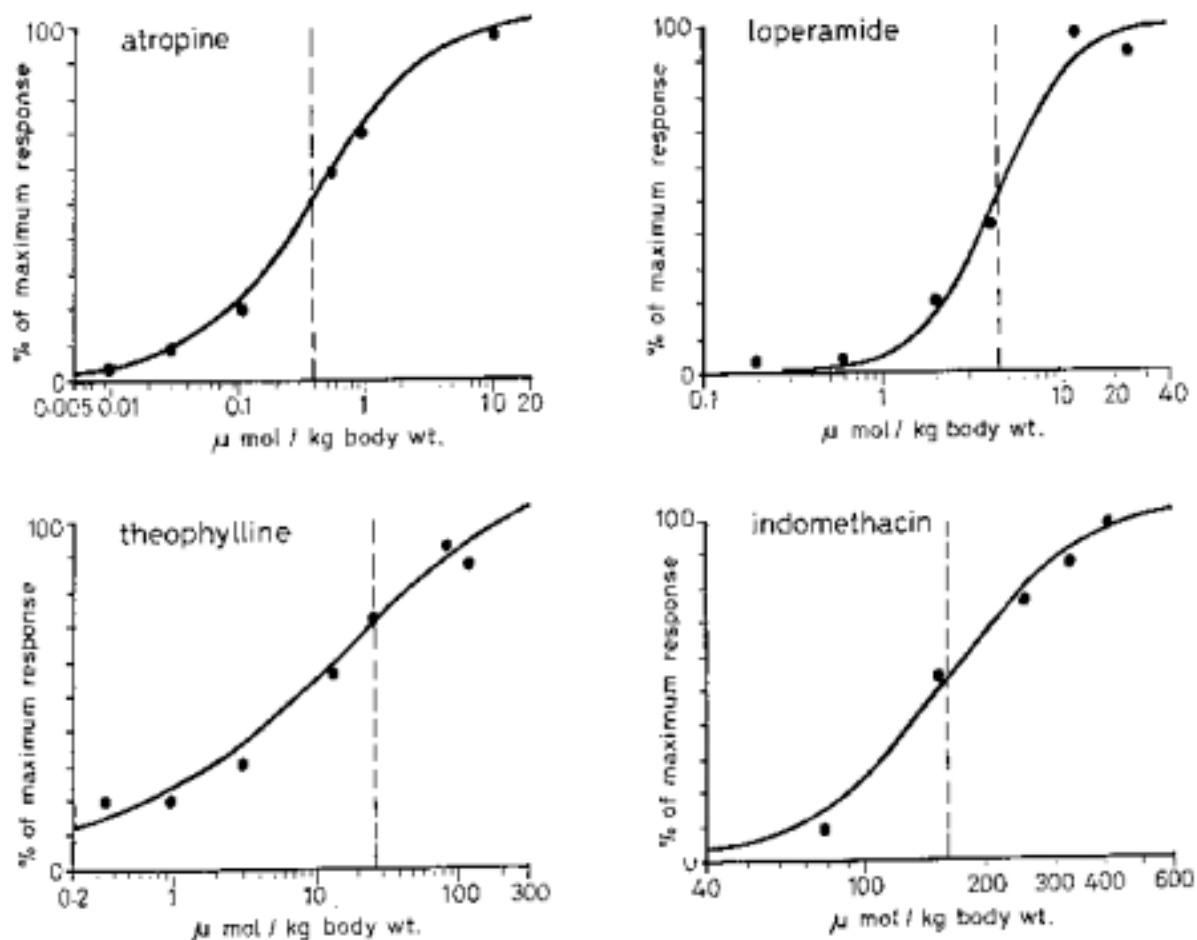 atropine
% of maximum response
100
0
0.005 0.01 0.1 1 10 20
μ mol / kg body wt.
loperamide
% of maximum response
100
0
0.1 1 10 20 40
μ mol / kg body wt.
theophylline
% of maximum response
100
0
0.2 1 10 100 300
μ mol / kg body wt.
indomethacin
% of maximum response
100
0
40 100 200 300 400 600
μ mol / kg body wt.